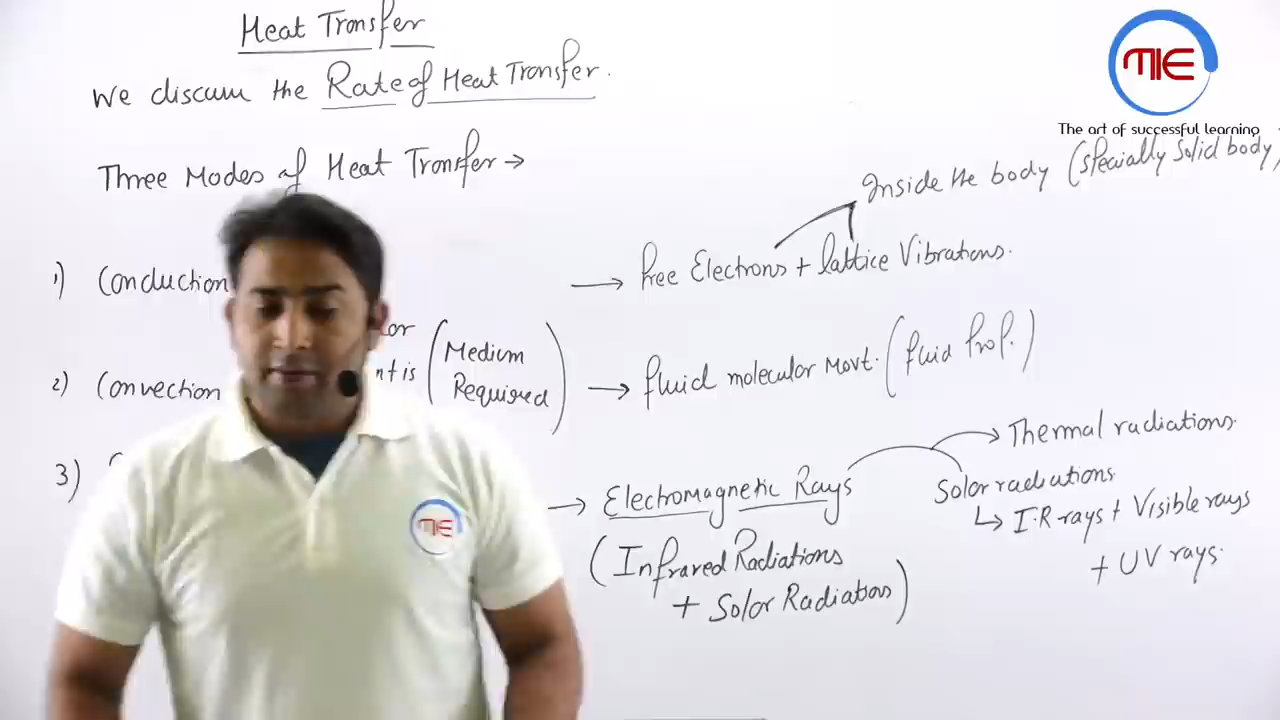 Heat Transfer
We discuss the Rate of Heat Transfer.
Three Modes of Heat Transfer →
MIE
The art of successful learning
Inside the body (specially Solid body
1) Conduction → free Electrons + lattice Vibrations.
2) Convection (Medium Required) → fluid molecular Movt. (fluid Prop.)
3) → Electromagnetic Rays
(Infrared Radiations
+ Solar Radiations)
→ Thermal radiations.
Solar radiations
↳ I.R rays + Visible rays
+ UV rays.
MIE